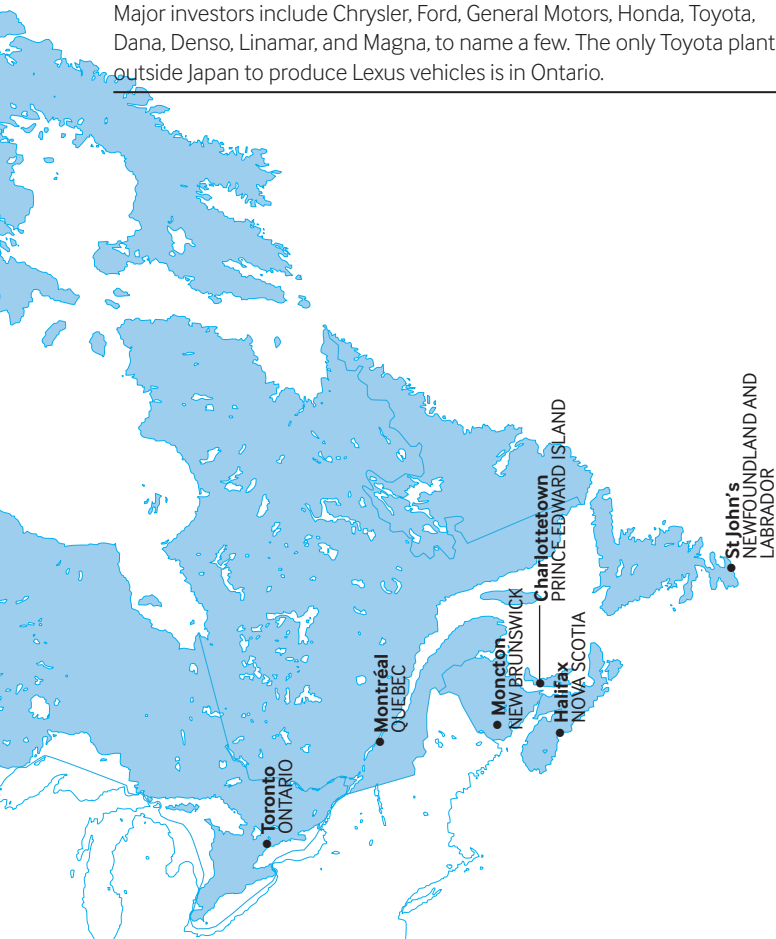 Major investors include Chrysler, Ford, General Motors, Honda, Toyota,
Dana, Denso, Linamar, and Magna, to name a few. The only Toyota plant
outside Japan to produce Lexus vehicles is in Ontario.
Toronto
ONTARIO
Montréal
QUEBEC
Moncton
NEW BRUNSWICK
Charlottetown
PRINCE EDWARD ISLAND
Halifax
NOVA SCOTIA
St John's
NEWFOUNDLAND AND
LABRADOR